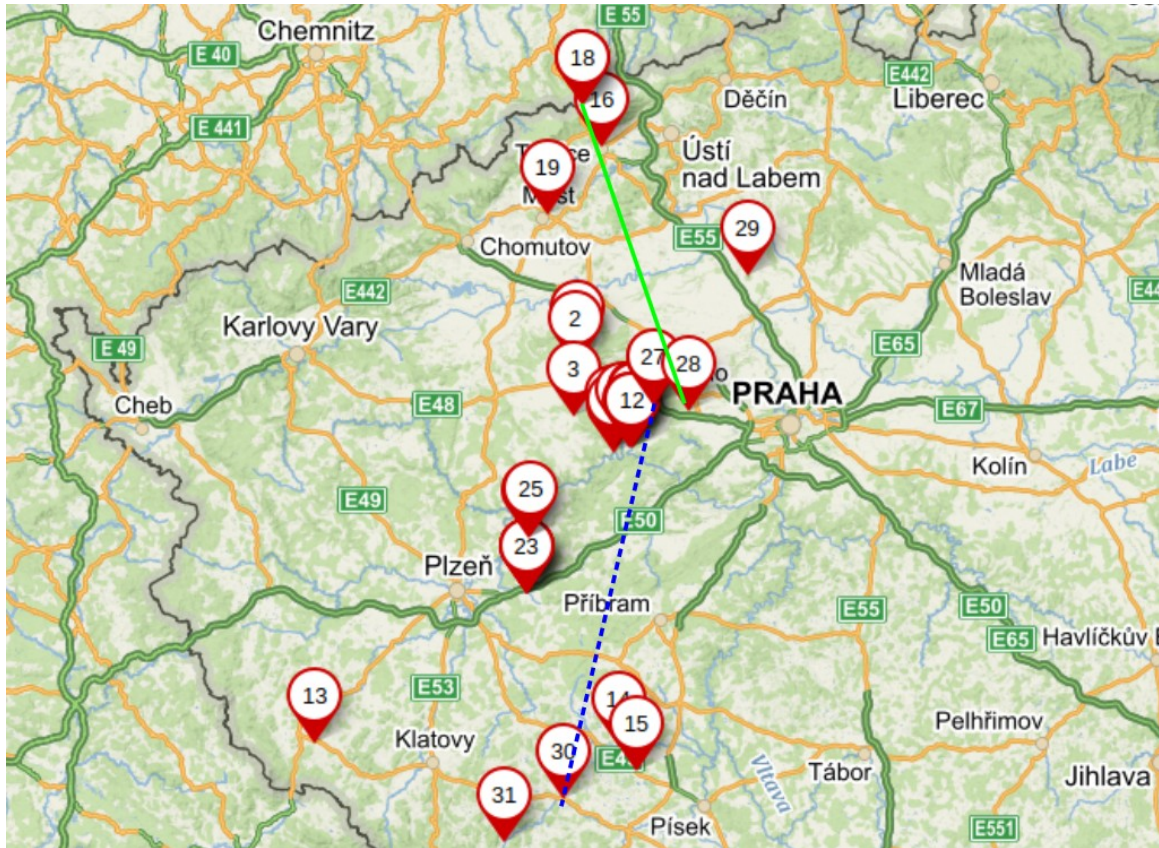 E 55
Chemnitz
E 40
18
E442
Děčín
Liberec
16
E 441
Ústí
nad Labem
19
29
E55
Chomutov
Mladá
Boleslav
E442
2
Karlovy Vary
E65
E 49
27
28
3
12
PRAHA
E48
E67
Cheb
Kolín
Labe
25
E49
E50
23
Plzeň
Příbram
E55
E50
E65
Havlíčkův
13
E53
14
15
Pelhřimov
Klatovy
30
Tábor
Vltava
Jihlava
31
Písek
E551